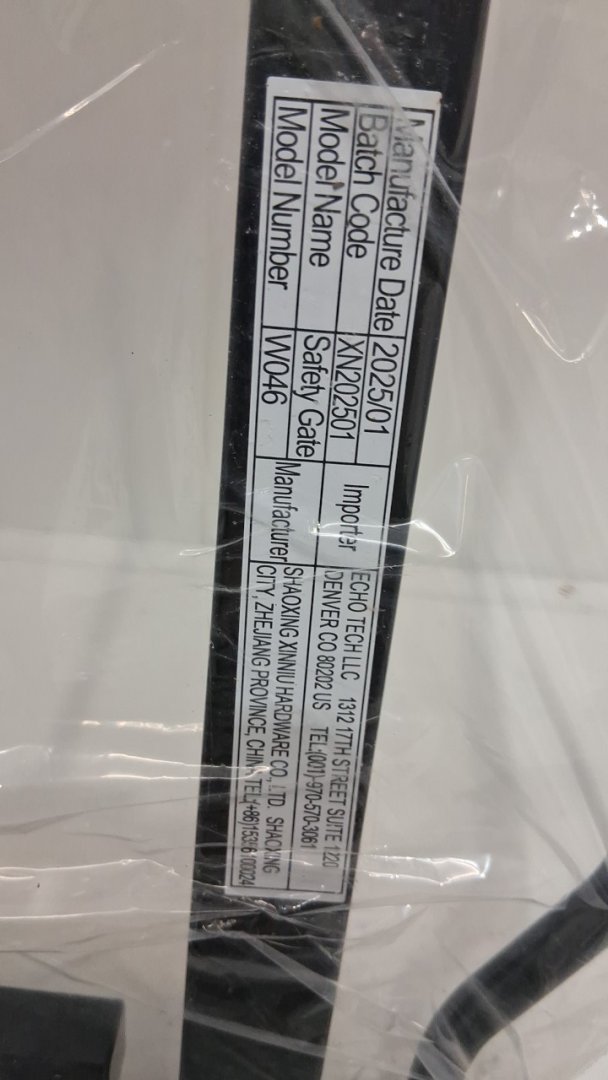 Manufacture Date 2025/01
Batch Code XN202501
Model Name Safety Gate
Model Number W046
Importer ECHO TECH LLC 1312 17TH STREET SUITE 1220
DENVER CO 80202 US TEL:(001)-970-570-3061
Manufacturer SHAOXING XINNIU HARDWARE CO., LTD. SHAOXING
CITY, ZHEJIANG PROVINCE, CHINA